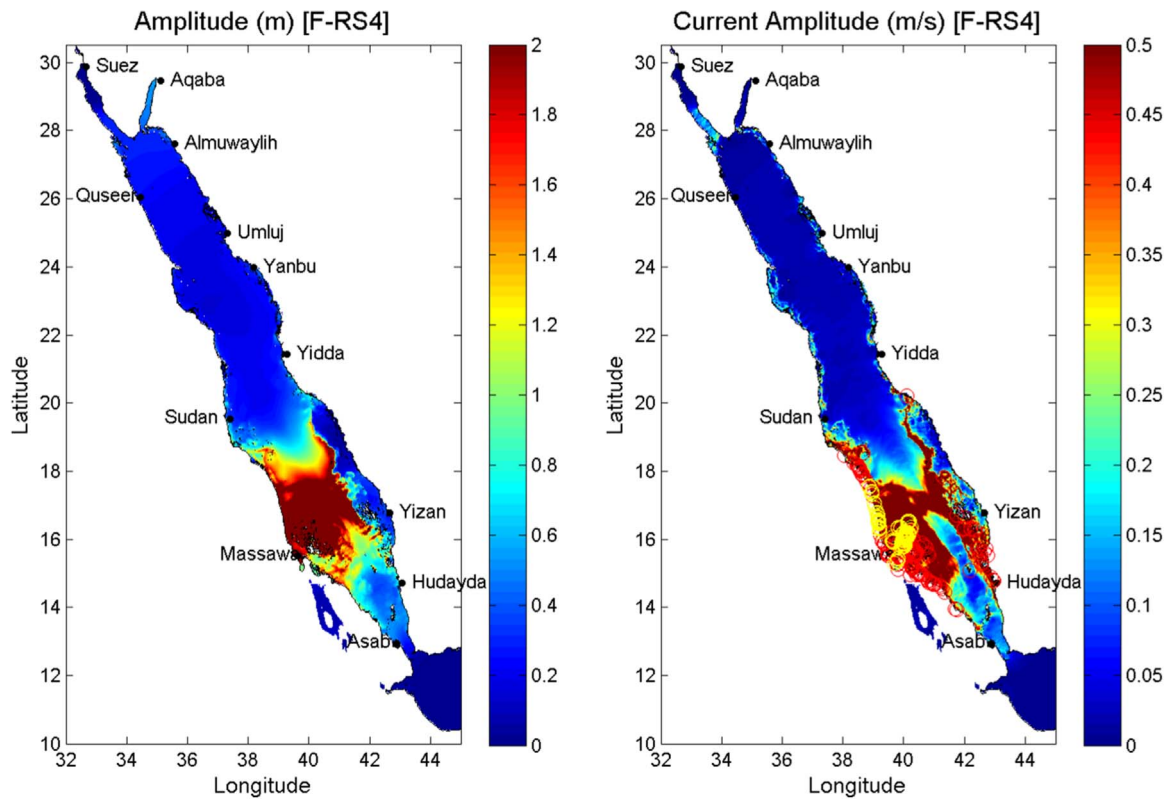 Amplitude (m) [F-RS4]
30
28
26
24
22
20
18
16
14
12
10
32
34
36
38
40
42
44
Latitude
Longitude
Suez
Aqaba
Almuwaylih
Quseer
Umluj
Yanbu
Yidda
Sudan
Yizan
Massawa
Hudayda
Asab
2
1.8
1.6
1.4
1.2
1
0.8
0.6
0.4
0.2
0
Current Amplitude (m/s) [F-RS4]
30
28
26
24
22
20
18
16
14
12
10
32
34
36
38
40
42
44
Latitude
Longitude
Suez
Aqaba
Almuwaylih
Quseer
Umluj
Yanbu
Yidda
Sudan
Yizan
Massawa
Hudayda
Asab
0.5
0.45
0.4
0.35
0.3
0.25
0.2
0.15
0.1
0.05
0